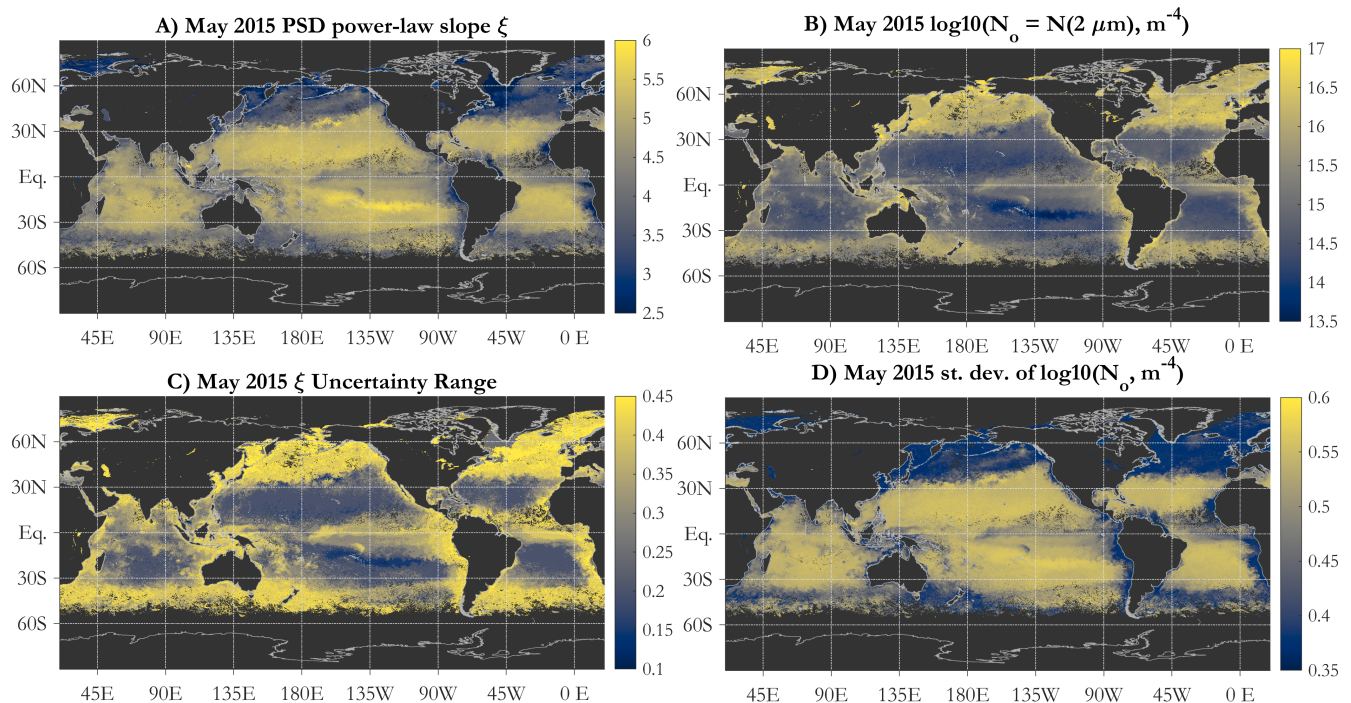 A) May 2015 PSD power-law slope ξ
60N
30N
Eq.
30S
60S
45E 90E 135E 180E 135W 90W 45W 0 E
6
5.5
5
4.5
4
3.5
3
2.5
B) May 2015 log10(N_o = N(2 μm), m^-4)
60N
30N
Eq.
30S
60S
45E 90E 135E 180E 135W 90W 45W 0 E
17
16.5
16
15.5
15
14.5
14
13.5
C) May 2015 ξ Uncertainty Range
60N
30N
Eq.
30S
60S
45E 90E 135E 180E 135W 90W 45W 0 E
0.45
0.4
0.35
0.3
0.25
0.2
0.15
0.1
D) May 2015 st. dev. of log10(N_o, m^-4)
60N
30N
Eq.
30S
60S
45E 90E 135E 180E 135W 90W 45W 0 E
0.6
0.55
0.5
0.45
0.4
0.35